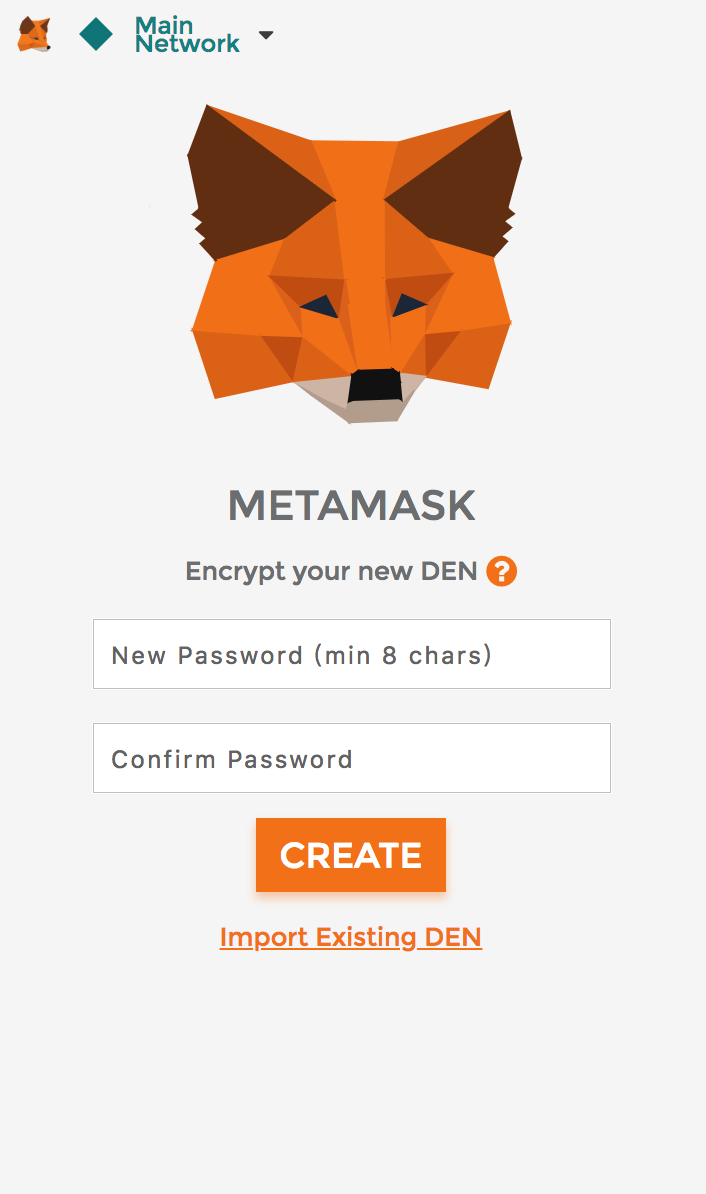 Main
Network
METAMASK
Encrypt your new DEN ?
New Password (min 8 chars)
Confirm Password
CREATE
Import Existing DEN